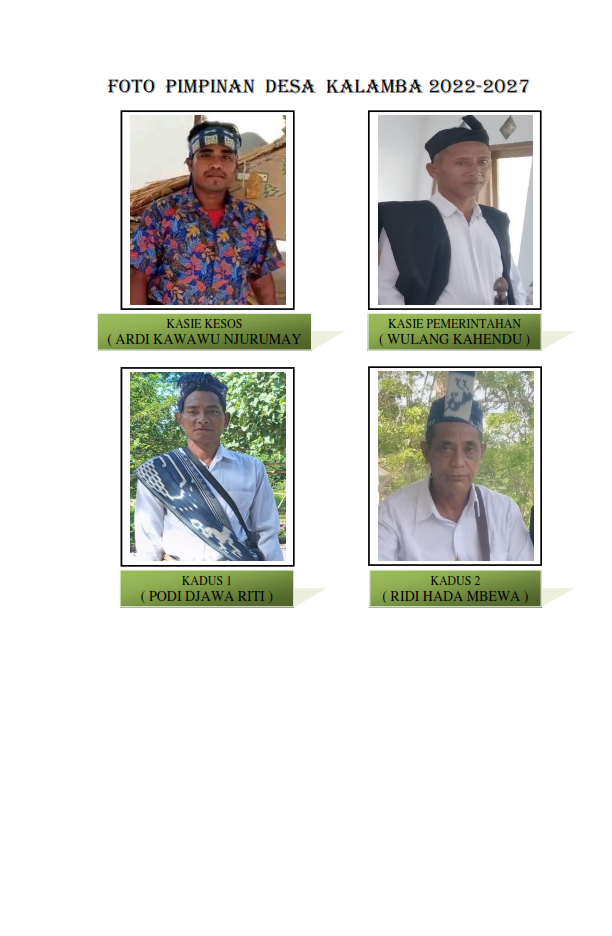 FOTO PIMPINAN DESA KALAMBA 2022-2027
KASIE KESOS
( ARDI KAWAWU NJURUMAY
KASIE PEMERINTAHAN
( WULANG KAHENDU )
KADUS 1
( PODI DJAWA RITI )
KADUS 2
( RIDI HADA MBEWA )